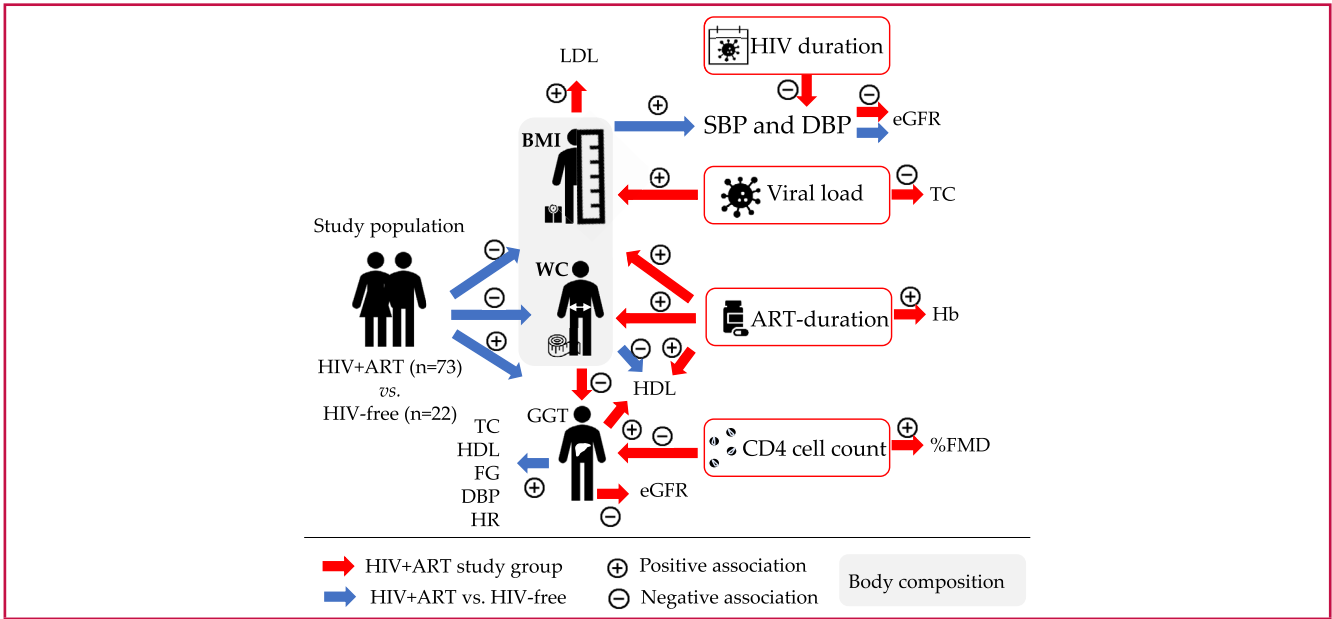 HIV duration
LDL
⊕
⊖
⊖
⊕
SBP and DBP
eGFR
BMI
⊕
Viral load
⊖
TC
Study population
⊖
WC
⊕
⊖
⊕
ART-duration
⊕
Hb
⊕
⊖
⊕
HIV+ART (n=73)
vs.
HIV-free (n=22)
HDL
⊖
GGT
TC
HDL
FG
DBP
HR
⊕
⊕
⊖
CD4 cell count
⊕
%FMD
eGFR
⊖
HIV+ART study group
⊕ Positive association
HIV+ART vs. HIV-free
⊖ Negative association
Body composition